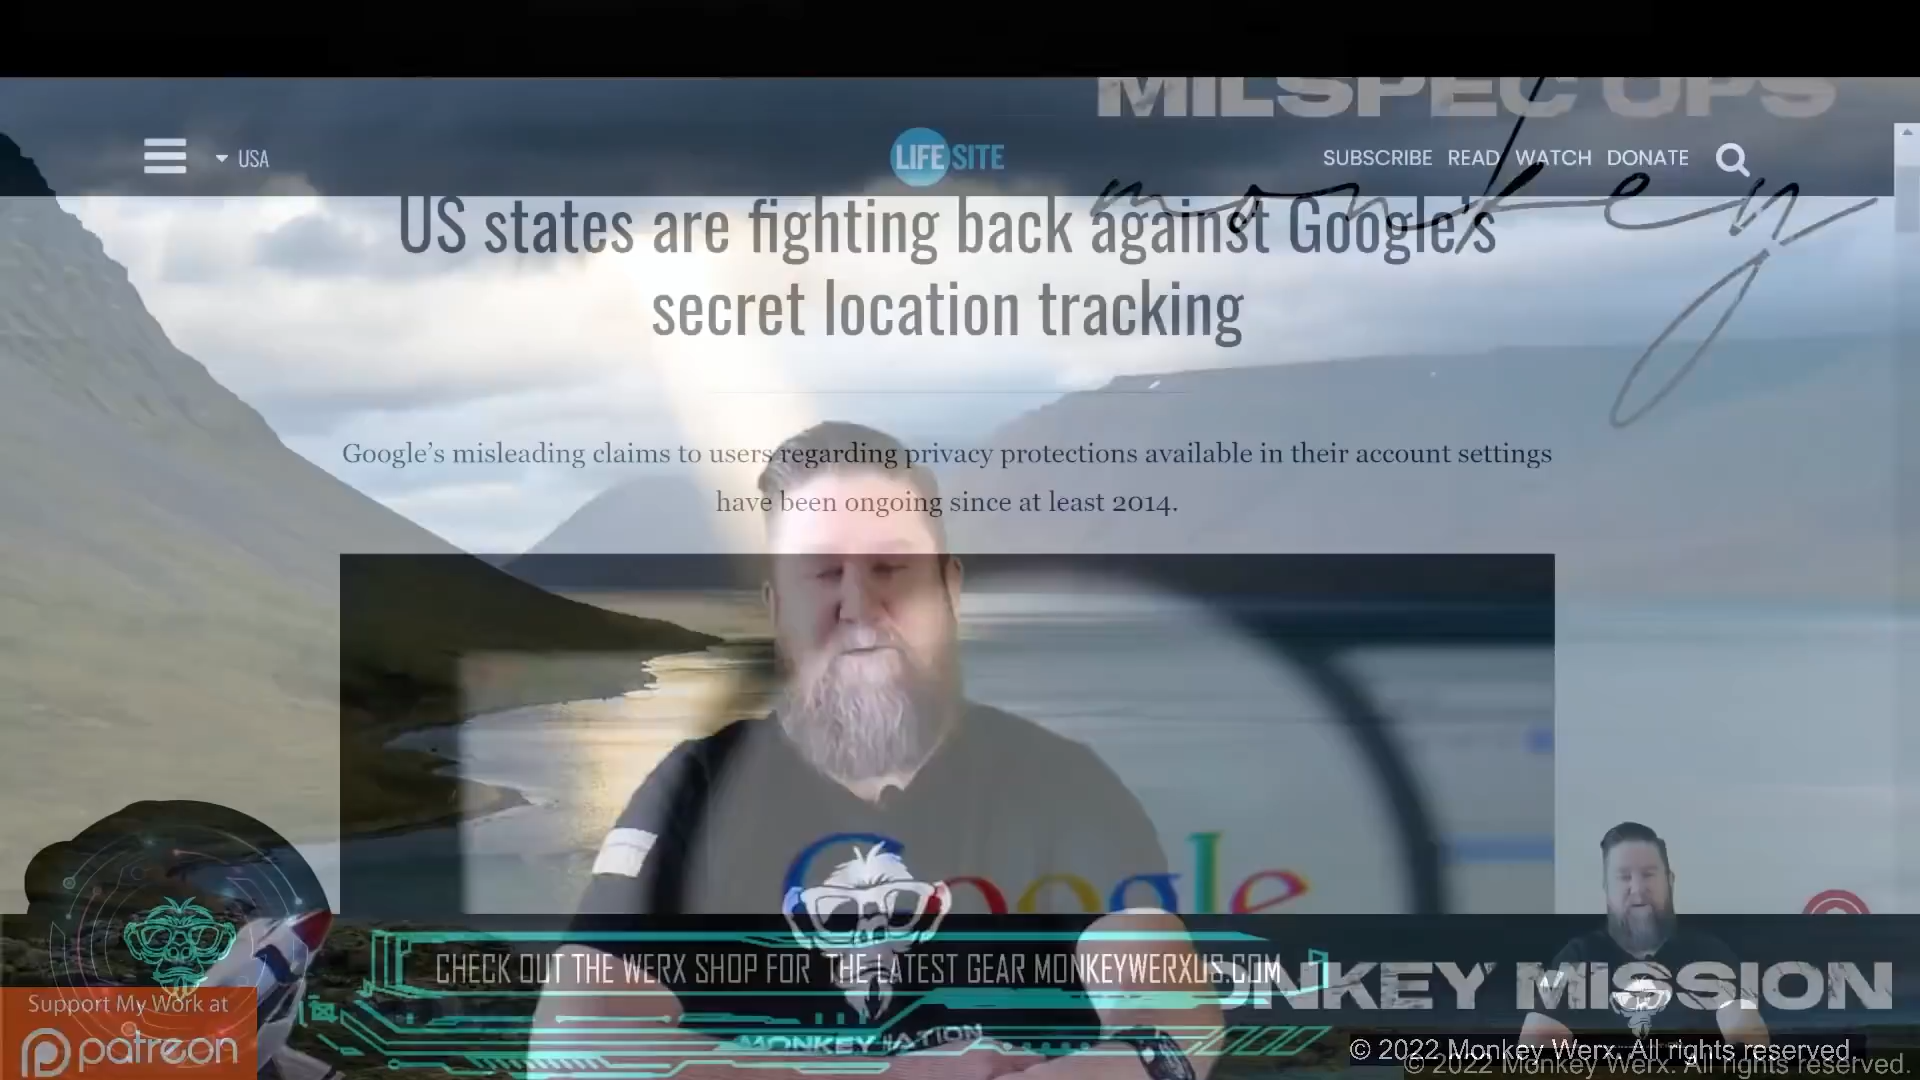 MILSPEC OPS
monkey
USA
LIFE SITE
SUBSCRIBE READ WATCH DONATE
US states are fighting back against Google's
secret location tracking
Google's misleading claims to users regarding privacy protections available in their account settings
have been ongoing since at least 2014.
Google
CHECK OUT THE WERX SHOP FOR THE LATEST GEAR MONKEYWERXUS.COM
NKEY MISSION
Support My Work at
patreon
MONKEY NATION
© 2022 Monkey Werx. All rights reserved.
© 2022 Monkey Werx. All rights reserved.